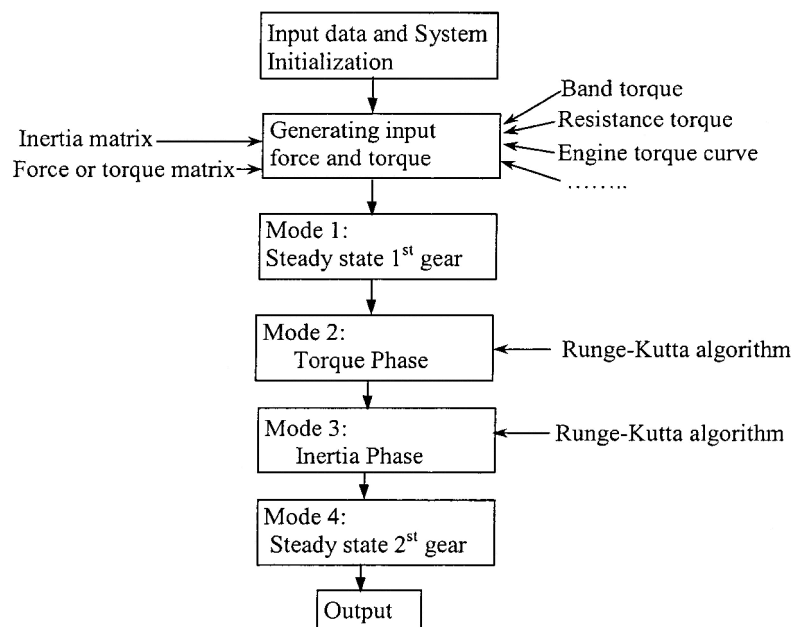 Input data and System
Initialization
Band torque
Resistance torque
Engine torque curve
........
Inertia matrix
Force or torque matrix
Generating input
force and torque
Mode 1:
Steady state 1st gear
Mode 2:
Torque Phase
Runge-Kutta algorithm
Mode 3:
Inertia Phase
Runge-Kutta algorithm
Mode 4:
Steady state 2st gear
Output